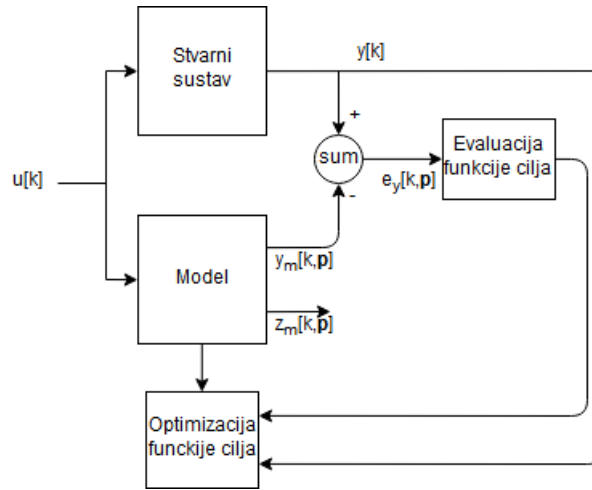 Stvarni
sustav
y[k]
+
sum
-
Evaluacija
funkcije cilja
e_y[k,p]
u[k]
Model
y_m[k,p]
z_m[k,p]
Optimizacija
funckije cilja